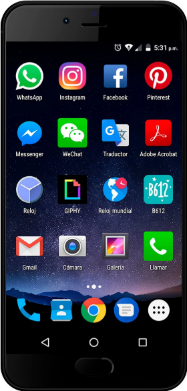 5:31 p.m.
WhatsApp Instagram Facebook Pinterest
Messenger WeChat Traductor Adobe Acrobat
GIPHY
B612
Reloj GIPHY Reloj mundial B612
Gmail Cámara Galería Llamar